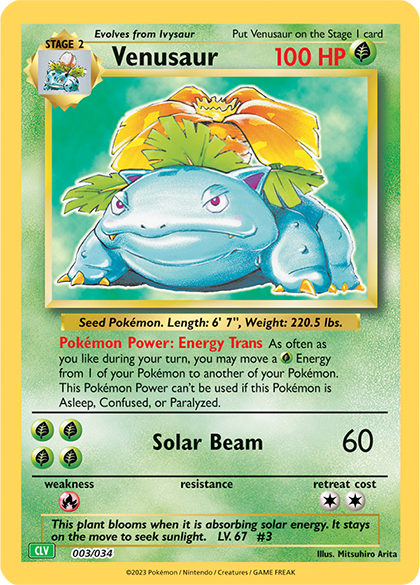 Evolves from Ivysaur
Put Venusaur on the Stage 1 card
STAGE 2
Venusaur
100 HP
Seed Pokémon. Length: 6' 7", Weight: 220.5 lbs.
Pokémon Power: Energy Trans As often as
you like during your turn, you may move a Energy
from 1 of your Pokémon to another of your Pokémon.
This Pokémon Power can't be used if this Pokémon is
Asleep, Confused, or Paralyzed.
Solar Beam 60
weakness
resistance
retreat cost
This plant blooms when it is absorbing solar energy. It stays
on the move to seek sunlight. LV. 67 #3
CLV 003/034
Illus. Mitsuhiro Arita
©2023 Pokémon / Nintendo / Creatures / GAME FREAK